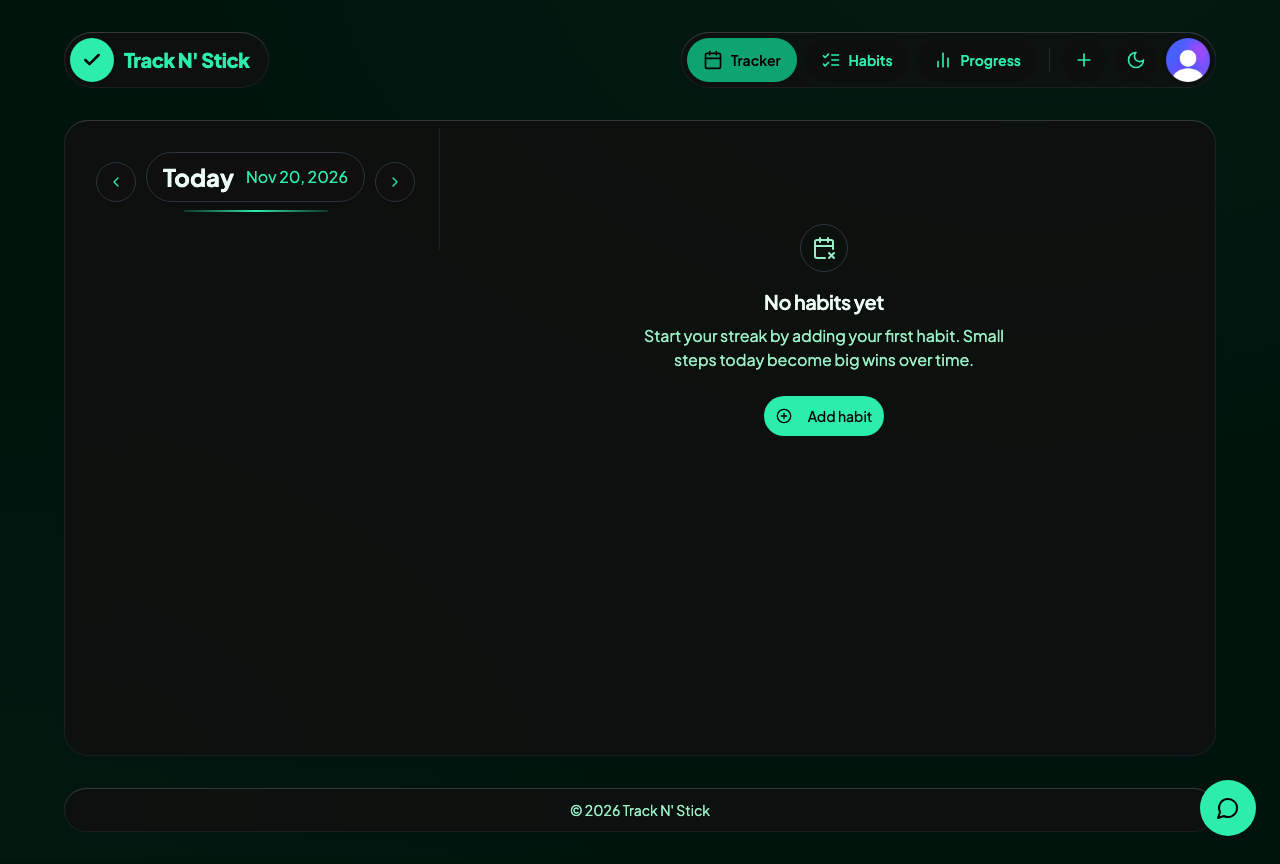 Track N' Stick
Tracker
Habits
Progress
Today Nov 20, 2026
No habits yet
Start your streak by adding your first habit. Small
steps today become big wins over time.
Add habit
© 2026 Track N' Stick